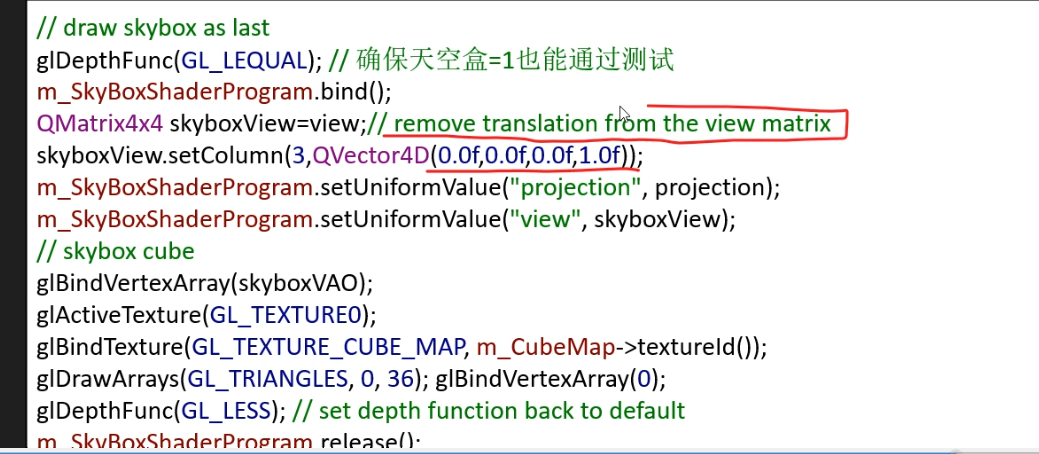 // draw skybox as last
glDepthFunc(GL_LEQUAL); // 确保天空盒=1也能通过测试
m_SkyBoxShaderProgram.bind();
QMatrix4x4 skyboxView=view;// remove translation from the view matrix
skyboxView.setColumn(3,QVector4D(0.0f,0.0f,0.0f,1.0f));
m_SkyBoxShaderProgram.setUniformValue("projection", projection);
m_SkyBoxShaderProgram.setUniformValue("view", skyboxView);
// skybox cube
glBindVertexArray(skyboxVAO);
glActiveTexture(GL_TEXTURE0);
glBindTexture(GL_TEXTURE_CUBE_MAP, m_CubeMap->textureId());
glDrawArrays(GL_TRIANGLES, 0, 36); glBindVertexArray(0);
glDepthFunc(GL_LESS); // set depth function back to default
m_SkyBoxShaderProgram.release();